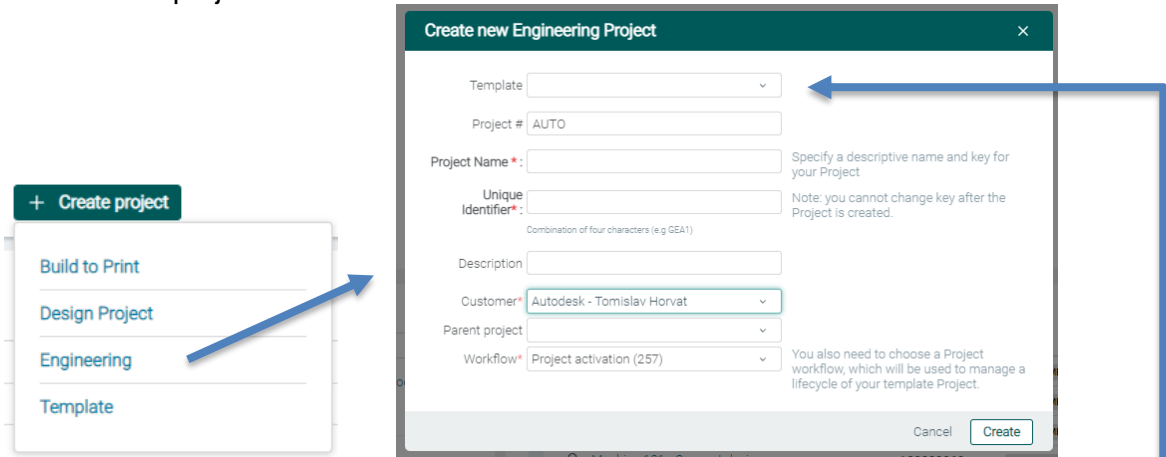 Create new Engineering Project
Template
Project # AUTO
Project Name * :
Specify a descriptive name and key for
your Project
Unique
Identifier* :
Note: you cannot change key after the
Project is created.
Combination of four characters (e.g GEA1)
Description
Customer* Autodesk - Tomislav Horvat
Parent project
Workflow* Project activation (257)
You also need to choose a Project
workflow, which will be used to manage a
lifecycle of your template Project.
Cancel Create
+ Create project
Build to Print
Design Project
Engineering
Template